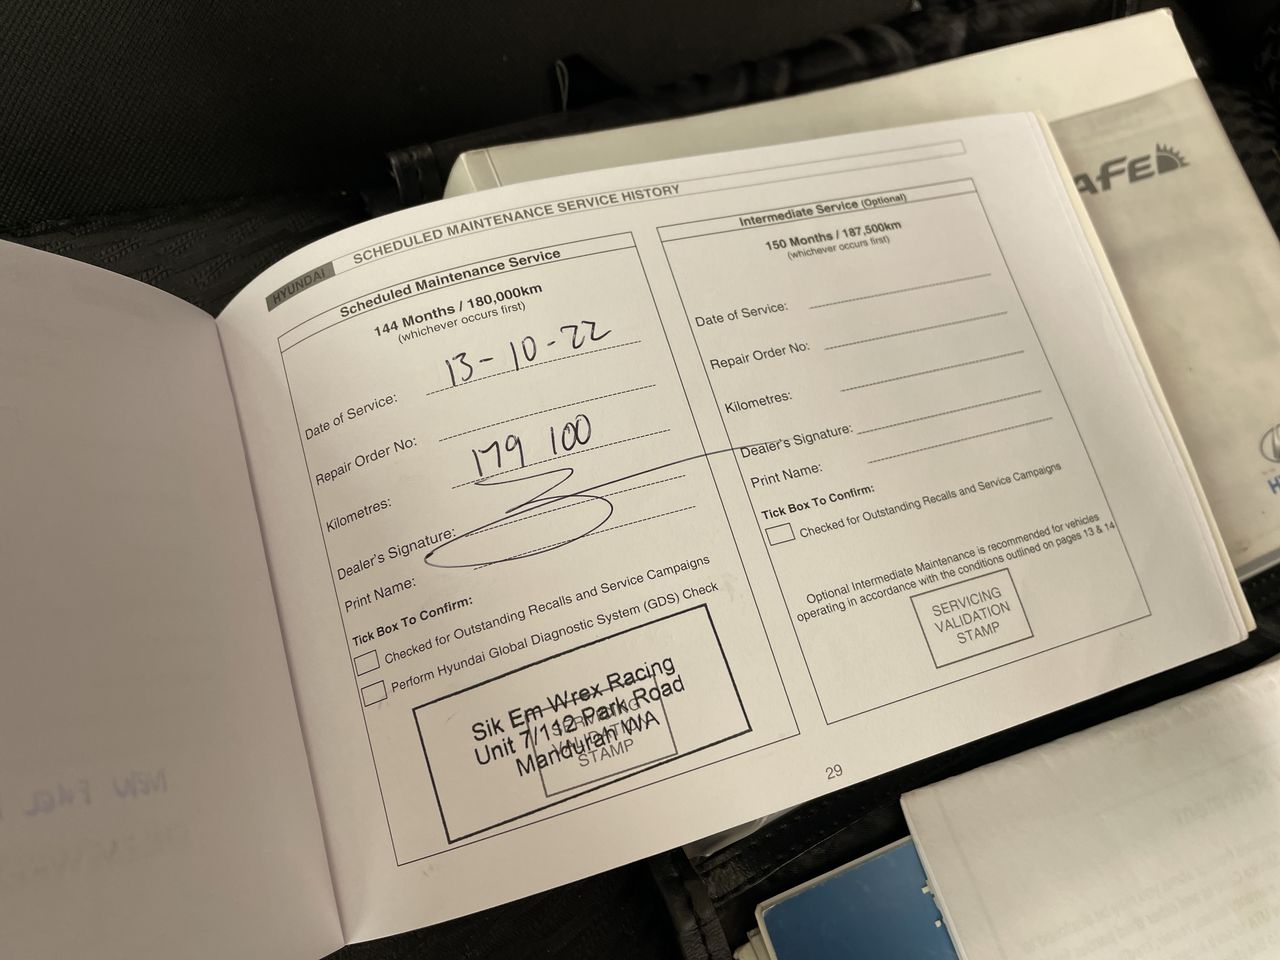 HYUNDAI SCHEDULED MAINTENANCE SERVICE HISTORY
Scheduled Maintenance Service
144 Months / 180,000km
(whichever occurs first)
Date of Service: 13-10-22
Repair Order No:
Kilometres: 179 100
Dealer's Signature:
Print Name:
Tick Box To Confirm:
Checked for Outstanding Recalls and Service Campaigns
Perform Hyundai Global Diagnostic System (GDS) Check
Sik Em Wrex Racing
Unit 7/112 Park Road
Mandurah WA
SERVICING
VALIDATION
STAMP
Intermediate Service (Optional)
150 Months / 187,500km
(whichever occurs first)
Date of Service:
Repair Order No:
Kilometres:
Dealer's Signature:
Print Name:
Tick Box To Confirm:
Checked for Outstanding Recalls and Service Campaigns
Optional Intermediate Maintenance is recommended for vehicles
operating in accordance with the conditions outlined on pages 13 & 14
SERVICING
VALIDATION
STAMP
29
AFE